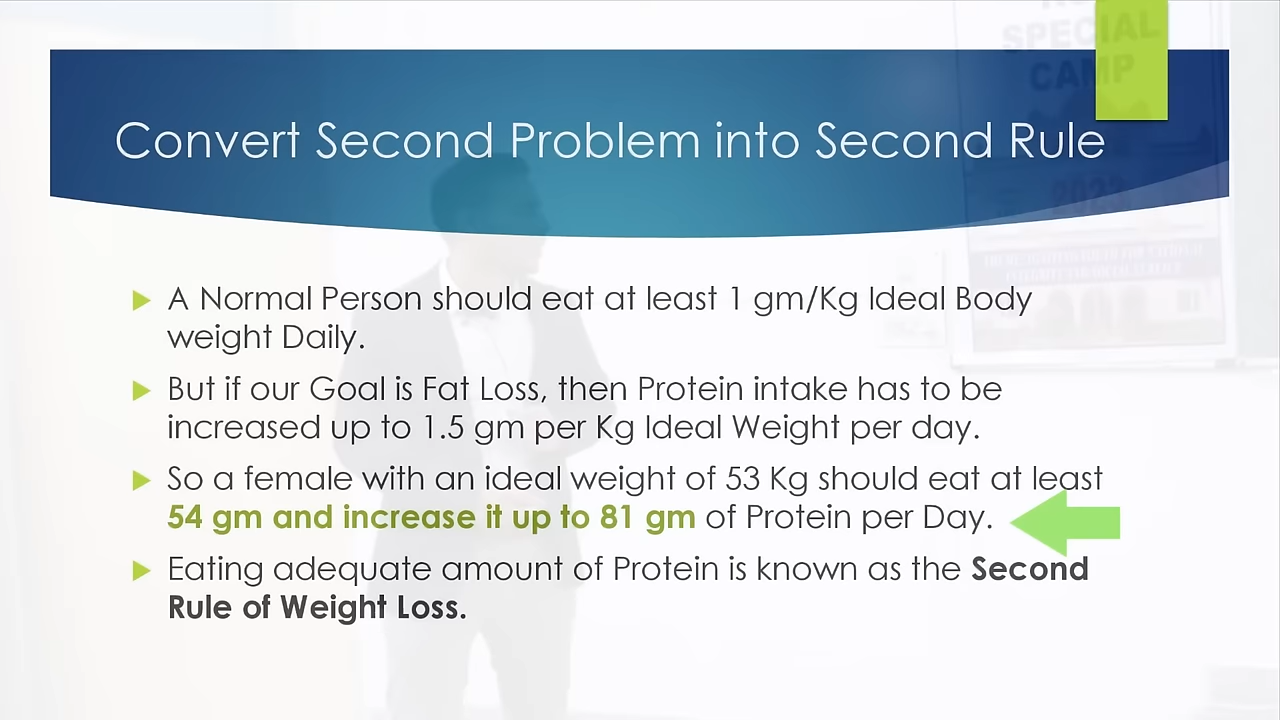 SPECIAL
CAMP
Convert Second Problem into Second Rule
2023
A Normal Person should eat at least 1 gm/Kg Ideal Body
weight Daily.
But if our Goal is Fat Loss, then Protein intake has to be
increased up to 1.5 gm per Kg Ideal Weight per day.
So a female with an ideal weight of 53 Kg should eat at least
54 gm and increase it up to 81 gm of Protein per Day.
Eating adequate amount of Protein is known as the Second
Rule of Weight Loss.